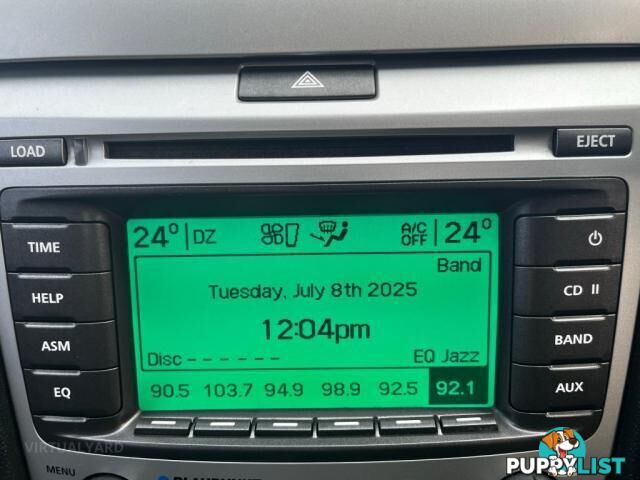 LOAD
EJECT
TIME
HELP
ASM
EQ
24° DZ A/C OFF 24°
Band
Tuesday, July 8th 2025
12:04pm
Disc - - - - - - EQ Jazz
90.5 103.7 94.9 98.9 92.5 92.1
CD II
BAND
AUX
MENU
VIRTUAL YARD
PUPPYLIST